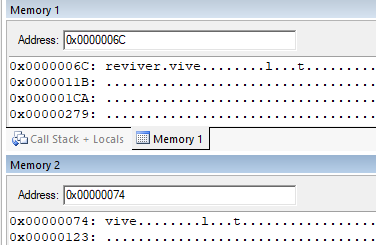 Memory 1
Address: 0x0000006C
0x0000006C: reviver.vive........l...t.........
0x0000011B: ..................................
0x000001CA: ..................................
0x00000279: ..................................
Call Stack + Locals Memory 1
Memory 2
Address: 0x00000074
0x00000074: vive........l...t.................
0x00000123: ..................................